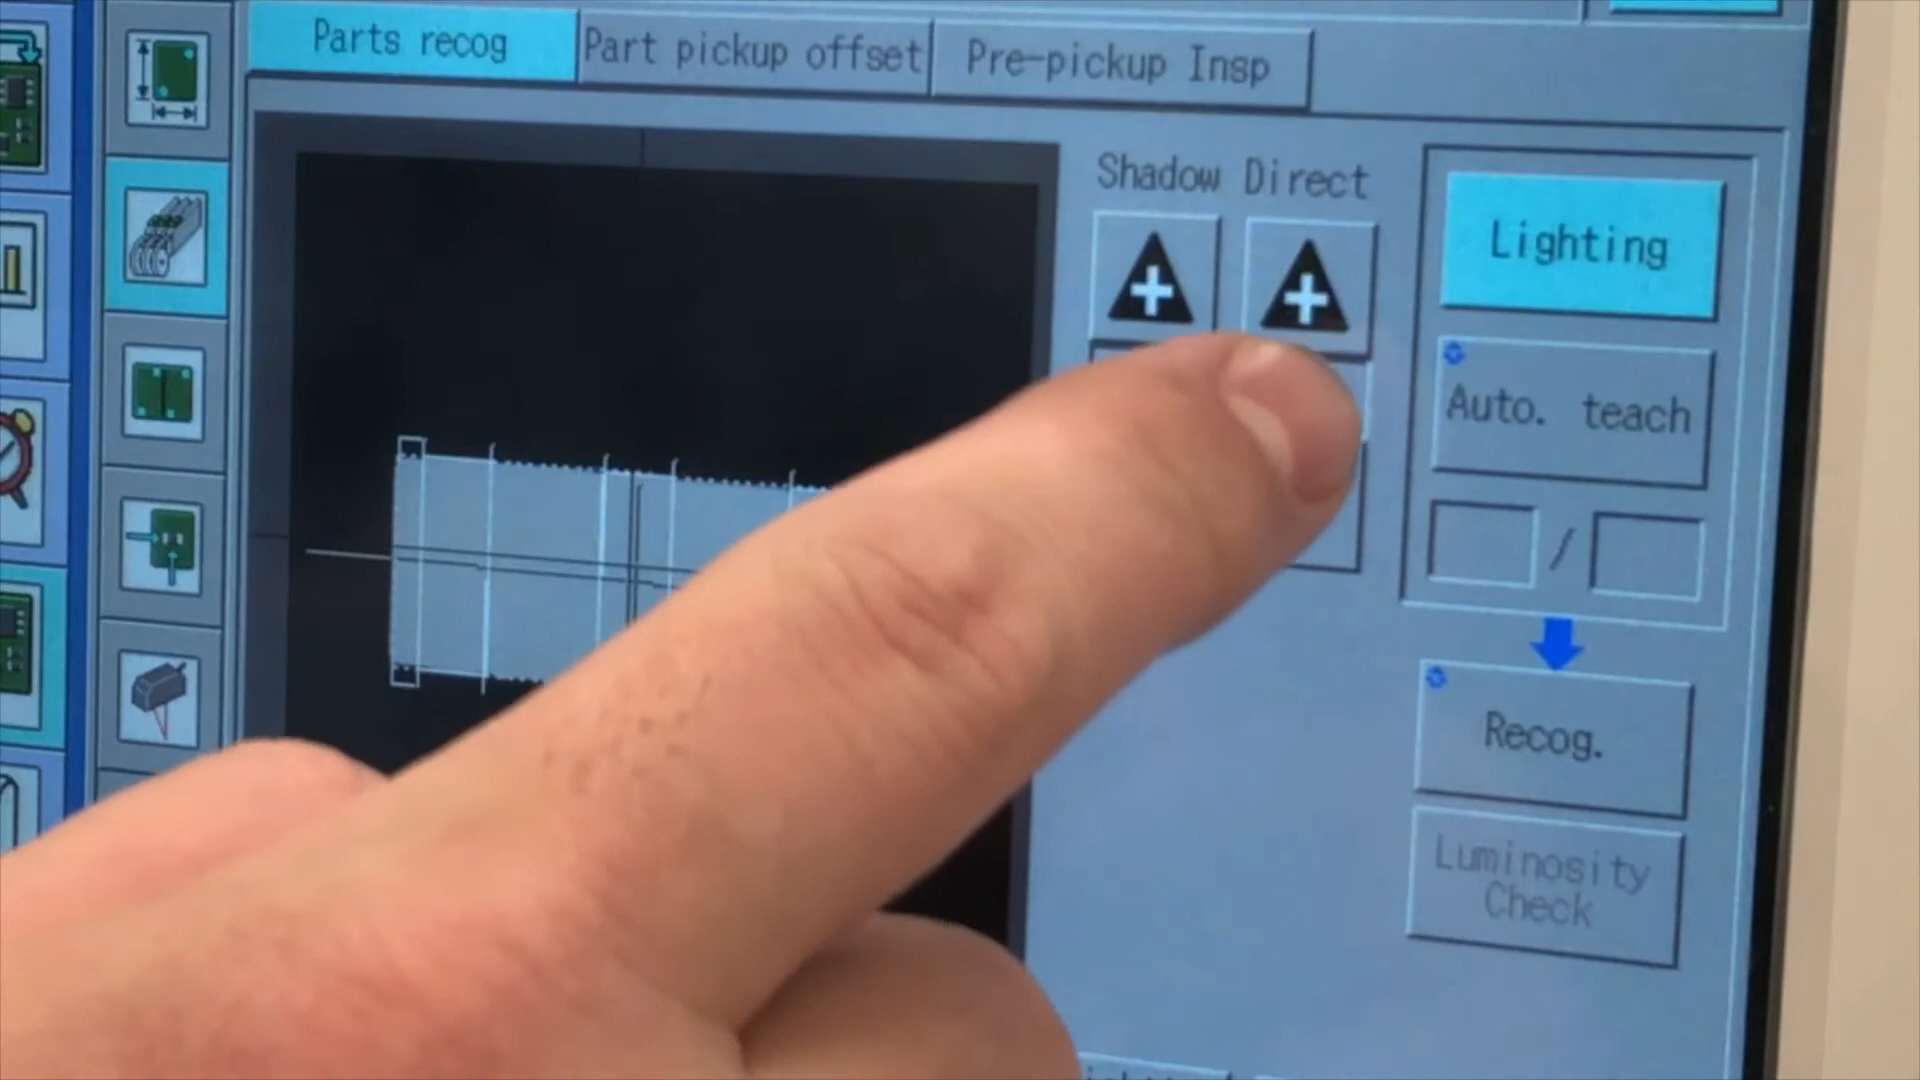 Parts recog
Part pickup offset
Pre-pickup Insp
Shadow Direct
Lighting
Auto. teach
/
Recog.
Luminosity
Check